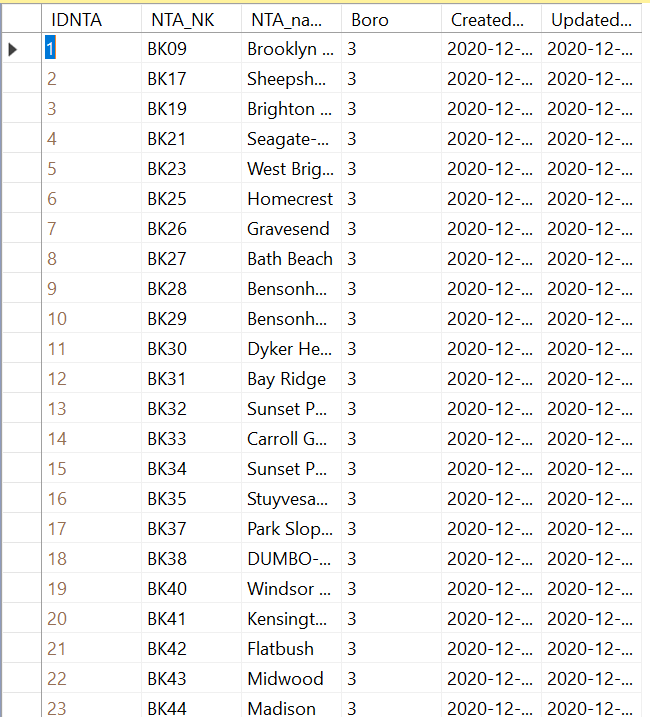 IDNTA NTA_NK NTA_na... Boro Created... Updated...
1 BK09 Brooklyn ... 3 2020-12-... 2020-12-...
2 BK17 Sheepsh... 3 2020-12-... 2020-12-...
3 BK19 Brighton ... 3 2020-12-... 2020-12-...
4 BK21 Seagate-... 3 2020-12-... 2020-12-...
5 BK23 West Brig... 3 2020-12-... 2020-12-...
6 BK25 Homecrest 3 2020-12-... 2020-12-...
7 BK26 Gravesend 3 2020-12-... 2020-12-...
8 BK27 Bath Beach 3 2020-12-... 2020-12-...
9 BK28 Bensonh... 3 2020-12-... 2020-12-...
10 BK29 Bensonh... 3 2020-12-... 2020-12-...
11 BK30 Dyker He... 3 2020-12-... 2020-12-...
12 BK31 Bay Ridge 3 2020-12-... 2020-12-...
13 BK32 Sunset P... 3 2020-12-... 2020-12-...
14 BK33 Carroll G... 3 2020-12-... 2020-12-...
15 BK34 Sunset P... 3 2020-12-... 2020-12-...
16 BK35 Stuyvesa... 3 2020-12-... 2020-12-...
17 BK37 Park Slop... 3 2020-12-... 2020-12-...
18 BK38 DUMBO-... 3 2020-12-... 2020-12-...
19 BK40 Windsor ... 3 2020-12-... 2020-12-...
20 BK41 Kensingt... 3 2020-12-... 2020-12-...
21 BK42 Flatbush 3 2020-12-... 2020-12-...
22 BK43 Midwood 3 2020-12-... 2020-12-...
23 BK44 Madison 3 2020-12-... 2020-12-...